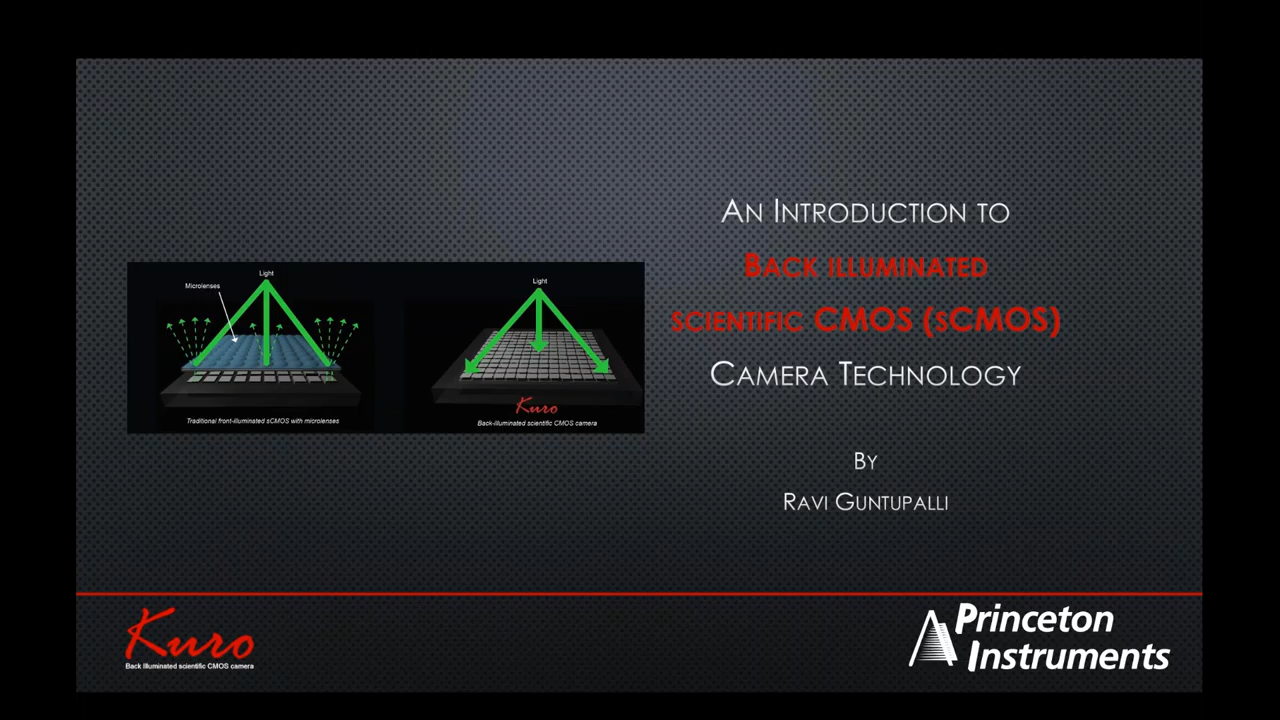 An Introduction to
Back illuminated
scientific CMOS (sCMOS)
Camera Technology
By
Ravi Guntupalli
Light
Microlenses
Traditional front-illuminated sCMOS with microlenses
Light
Kuro
Back-illuminated scientific CMOS camera
Kuro
Back Illuminated scientific CMOS camera
Princeton
Instruments